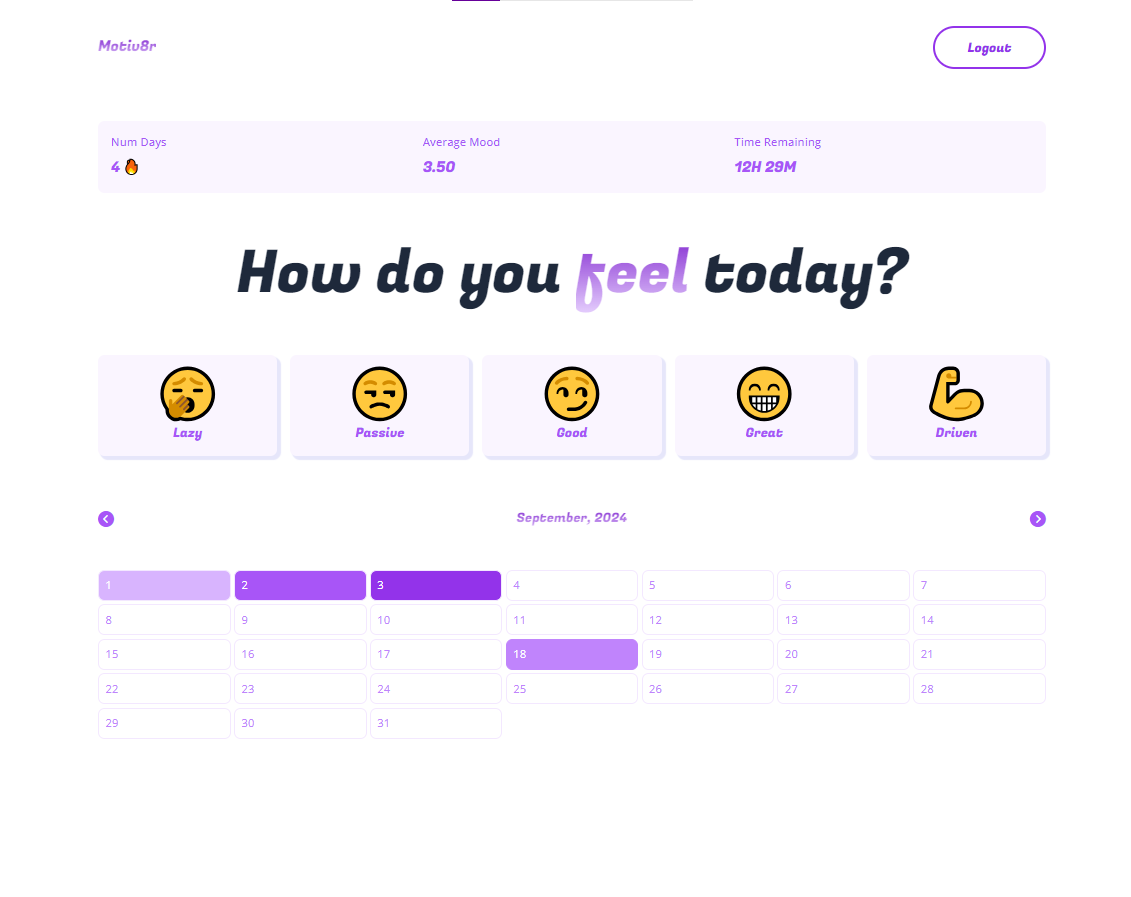 Motiv8r
Logout
Num Days
Average Mood
Time Remaining
4 🔥
3.50
12H 29M
How do you feel today?
Lazy
Passive
Good
Great
Driven
September, 2024
1 2 3 4 5 6 7
8 9 10 11 12 13 14
15 16 17 18 19 20 21
22 23 24 25 26 27 28
29 30 31